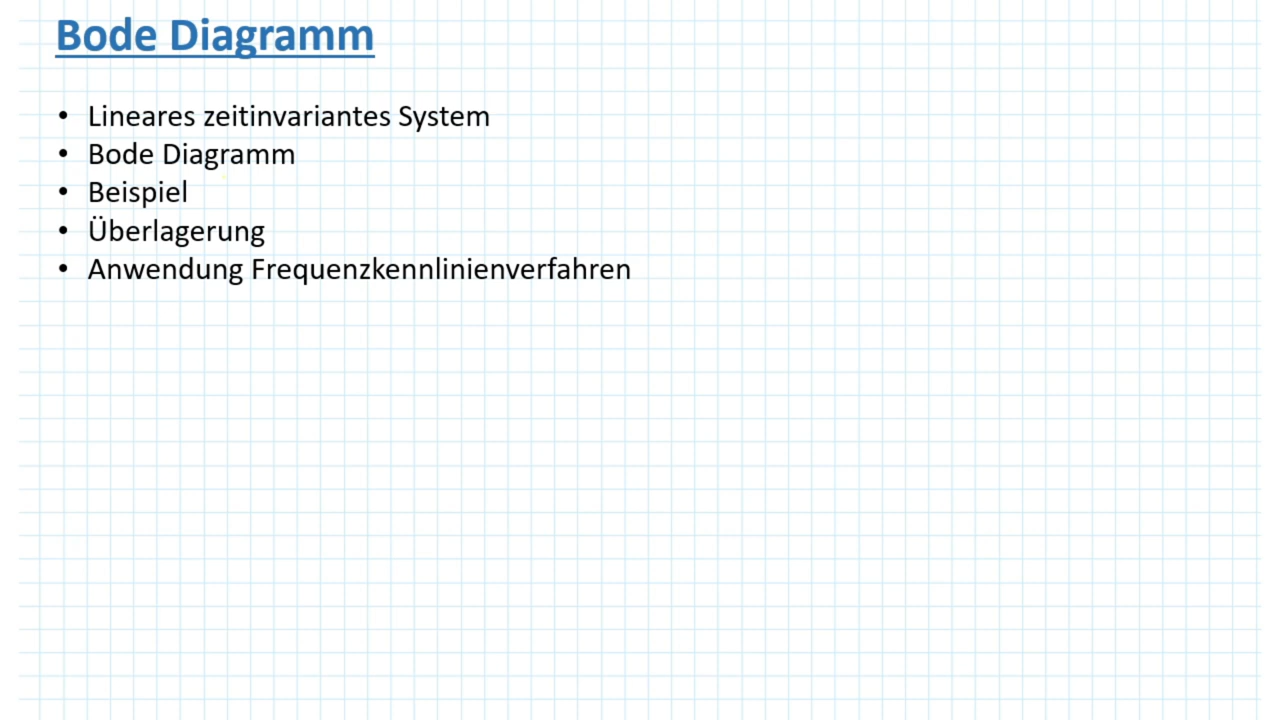 Bode Diagramm
• Lineares zeitinvariantes System
• Bode Diagramm
• Beispiel
• Überlagerung
• Anwendung Frequenzkennlinienverfahren